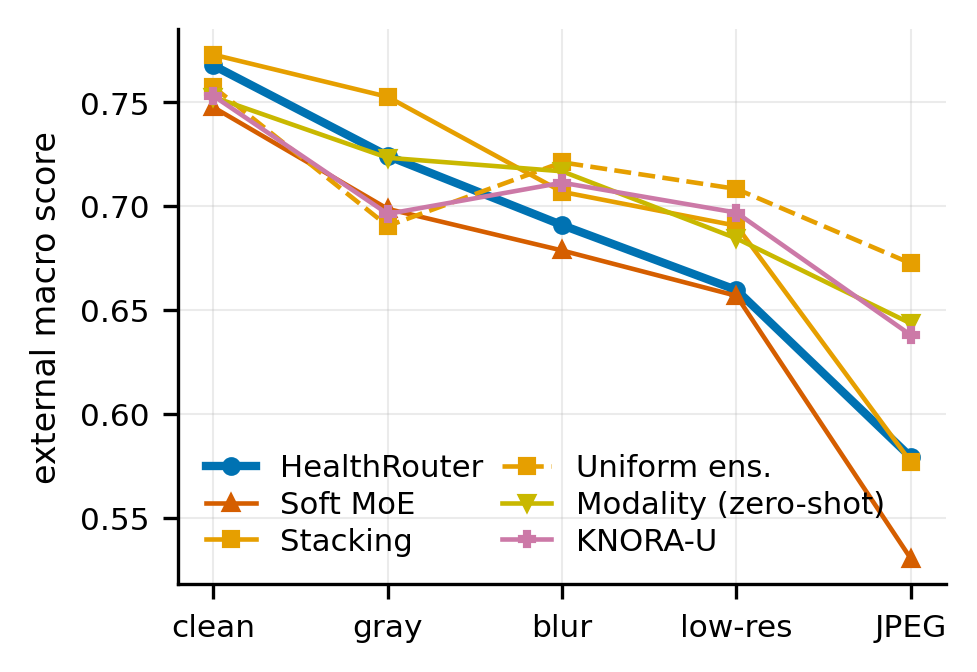 external macro score
0.75
0.70
0.65
0.60
0.55
HealthRouter
Soft MoE
Stacking
Uniform ens.
Modality (zero-shot)
KNORA-U
clean gray blur low-res JPEG